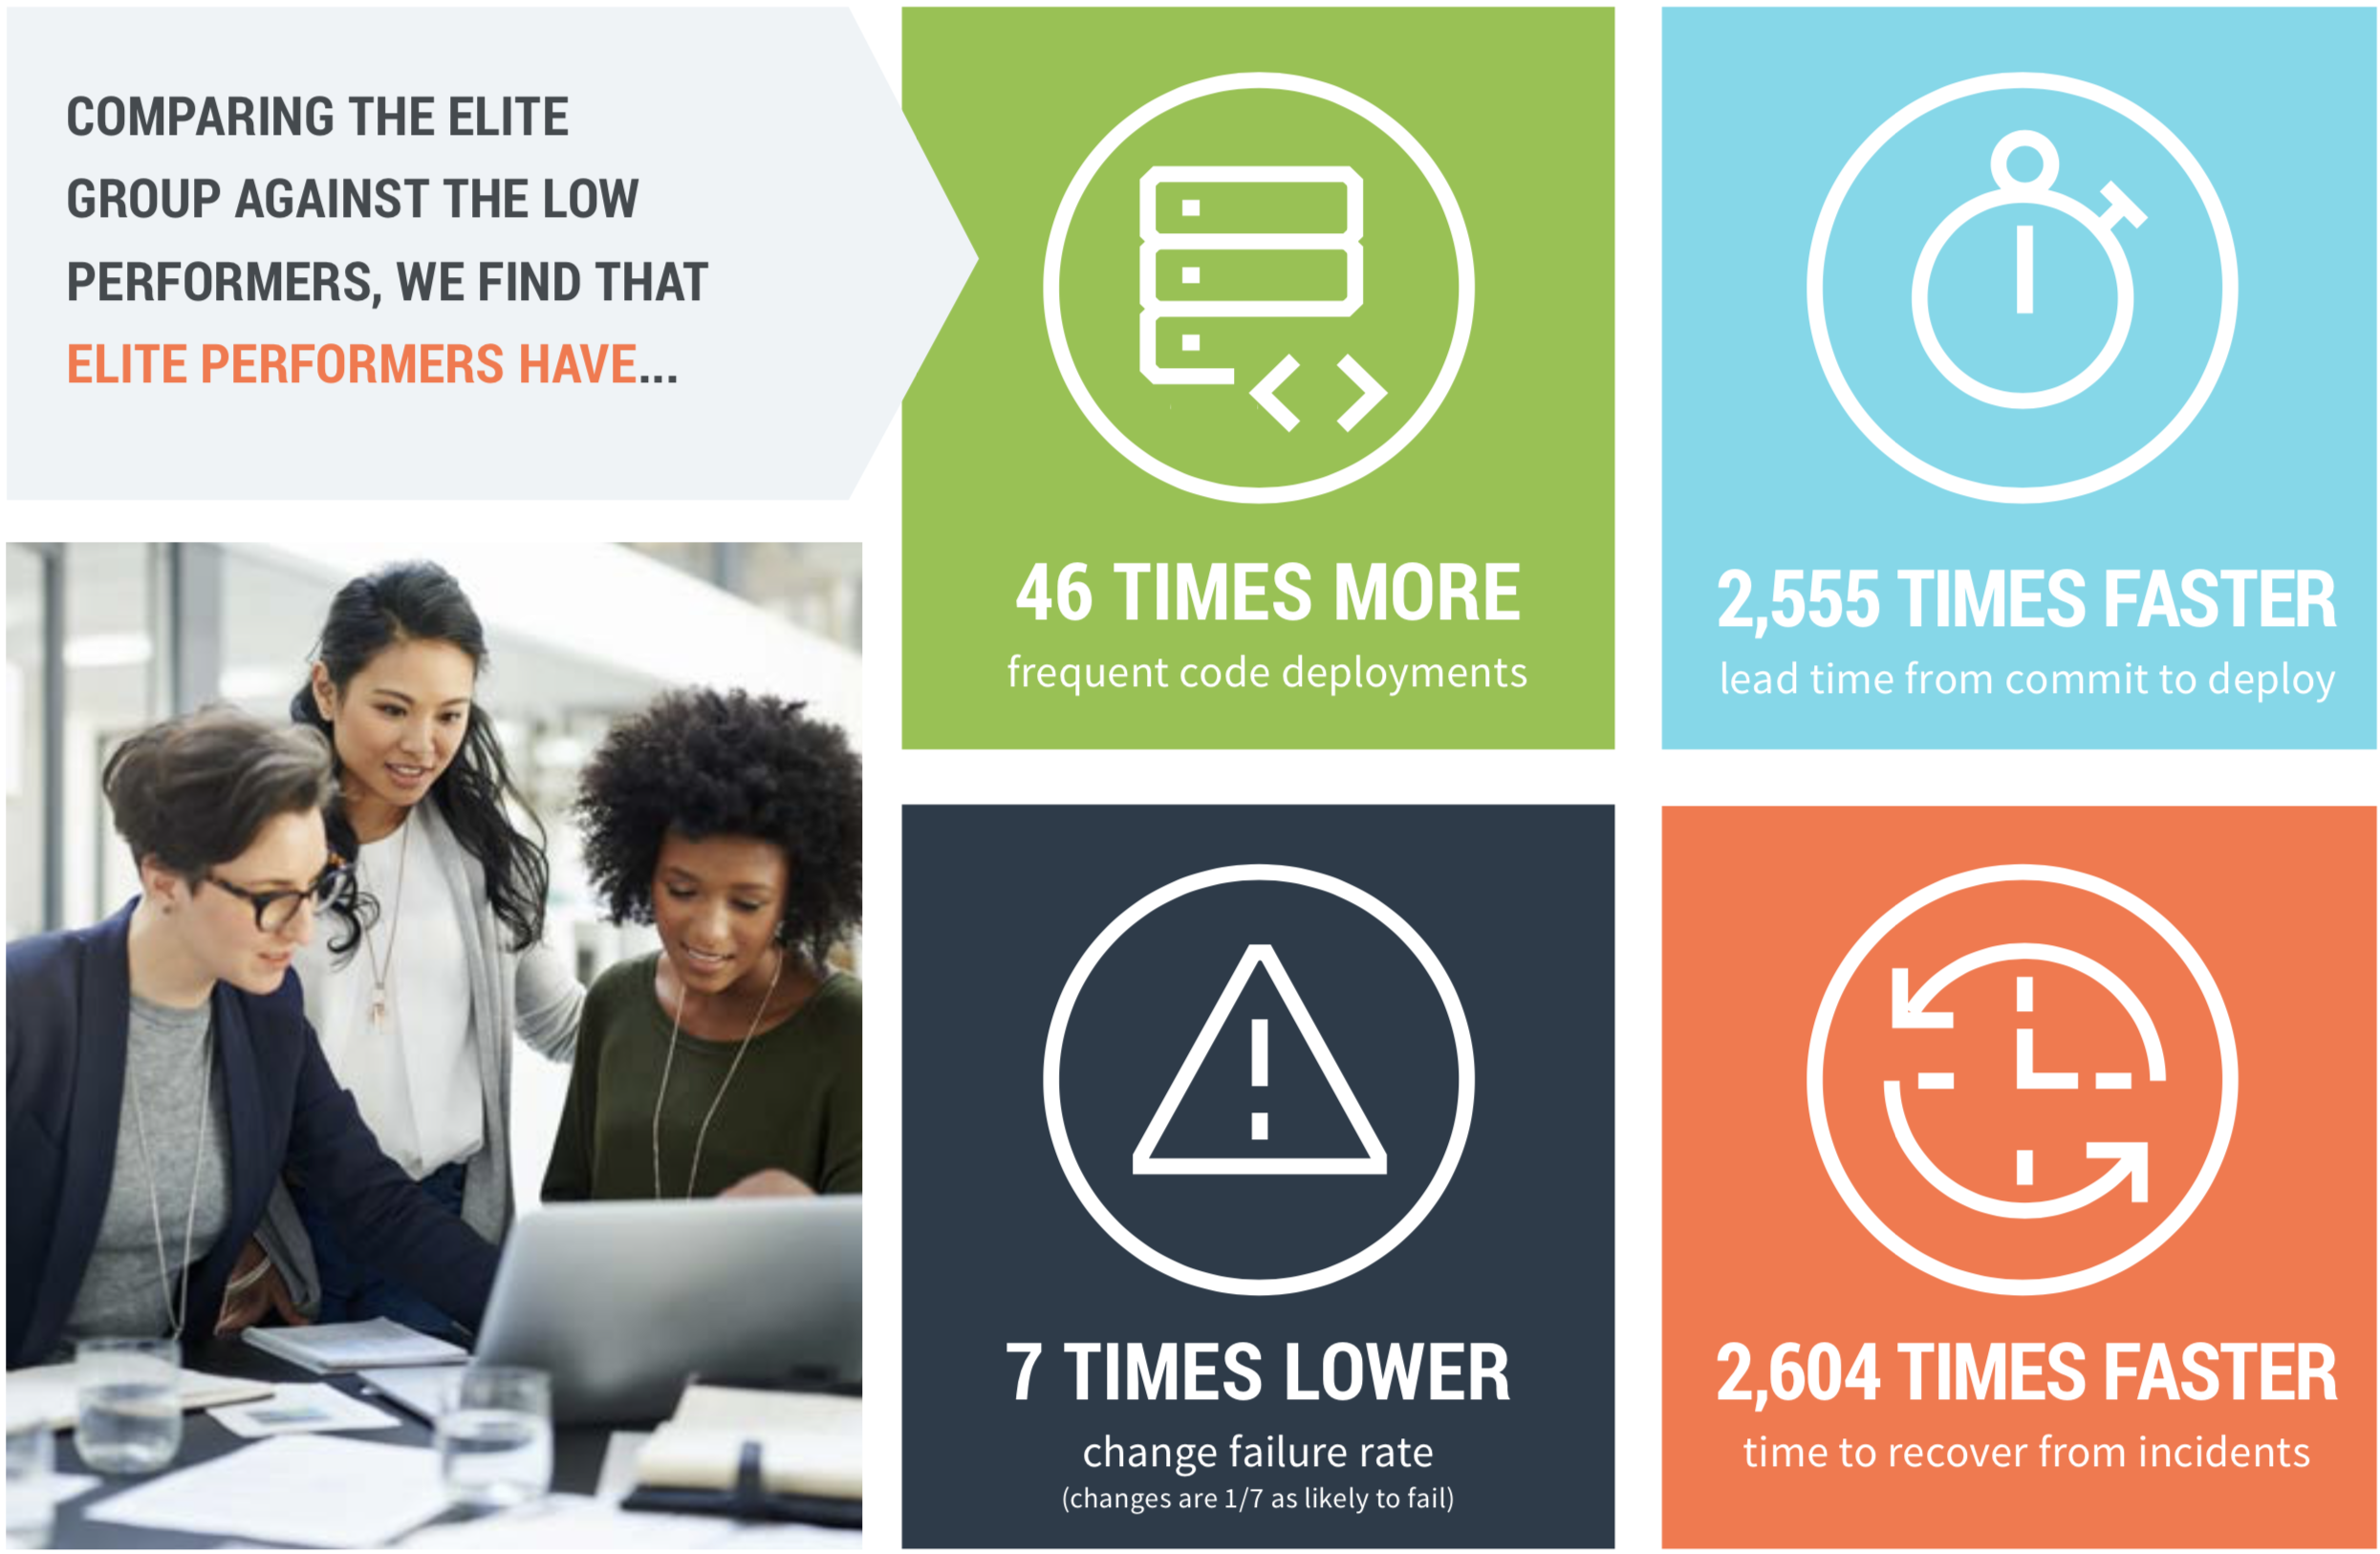 COMPARING THE ELITE
GROUP AGAINST THE LOW
PERFORMERS, WE FIND THAT
ELITE PERFORMERS HAVE...
46 TIMES MORE
frequent code deployments
2,555 TIMES FASTER
lead time from commit to deploy
7 TIMES LOWER
change failure rate
(changes are 1/7 as likely to fail)
2,604 TIMES FASTER
time to recover from incidents